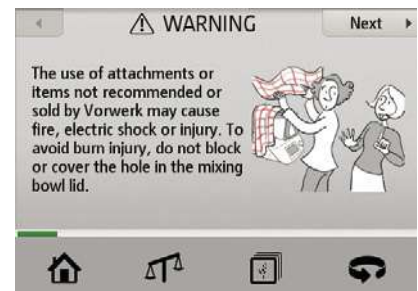 WARNING
Next
The use of attachments or
items not recommended or
sold by Vorwerk may cause
fire, electric shock or injury. To
avoid burn injury, do not block
or cover the hole in the mixing
bowl lid.